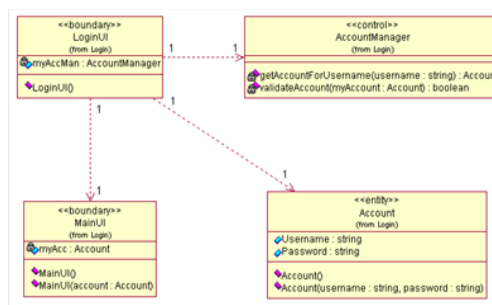 <<boundary>>
LoginUI
(from Login)
myAccMan : AccountManager
LoginUI()
<<control>>
AccountManager
(from Login)
getAccountForUsername(username : string) : Accou
validateAccount(myAccount : Account) : boolean
1
1
1
1
1
1
<<boundary>>
MainUI
(from Login)
myAcc : Account
MainUI()
MainUI(account : Account)
<<entity>>
Account
(from Login)
Username : string
Password : string
Account()
Account(username : string, password : string)